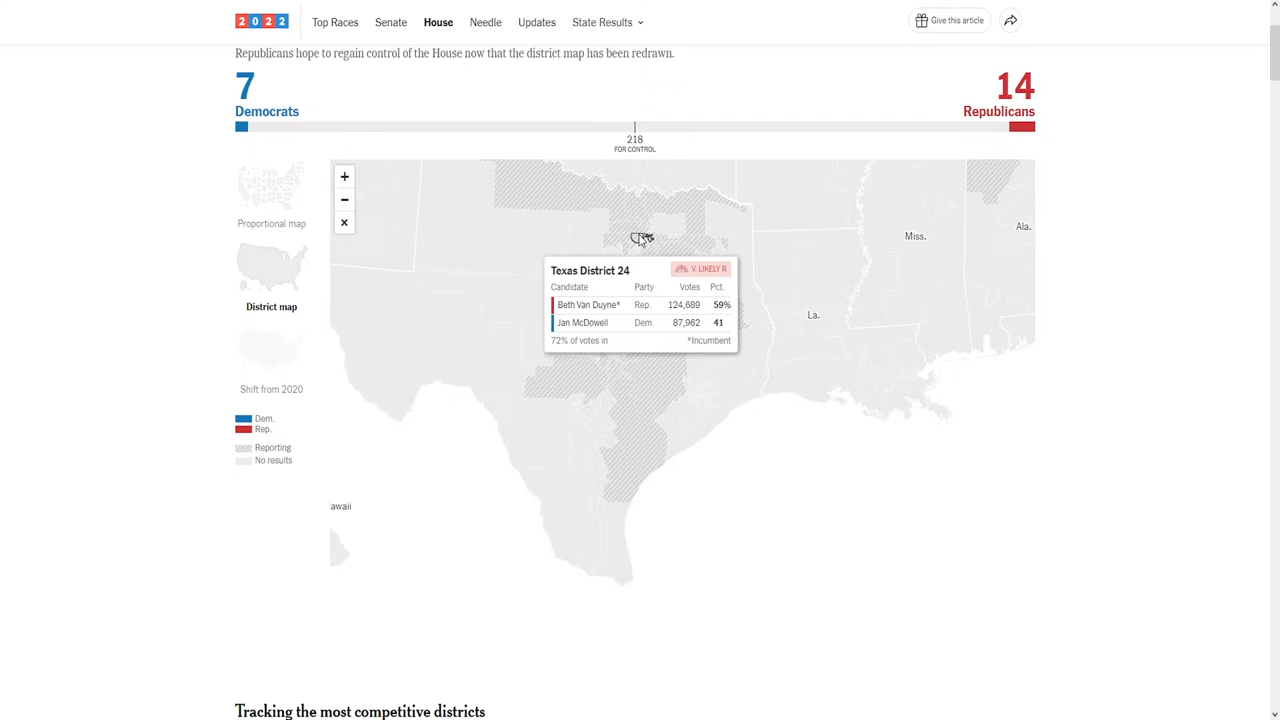 2022 Top Races Senate House Needle Updates State Results Give this article
Republicans hope to regain control of the House now that the district map has been redrawn.
7 14
Democrats Republicans
218
FOR CONTROL
+
−
×
Proportional map
District map
Shift from 2020
Dem.
Rep.
Reporting
No results
Miss.
Ala.
La.
awaii
Texas District 24 V. LIKELY R
Candidate Party Votes Pct.
Beth Van Duyne* Rep. 124,689 59%
Jan McDowell Dem. 87,962 41
72% of votes in *Incumbent
Tracking the most competitive districts